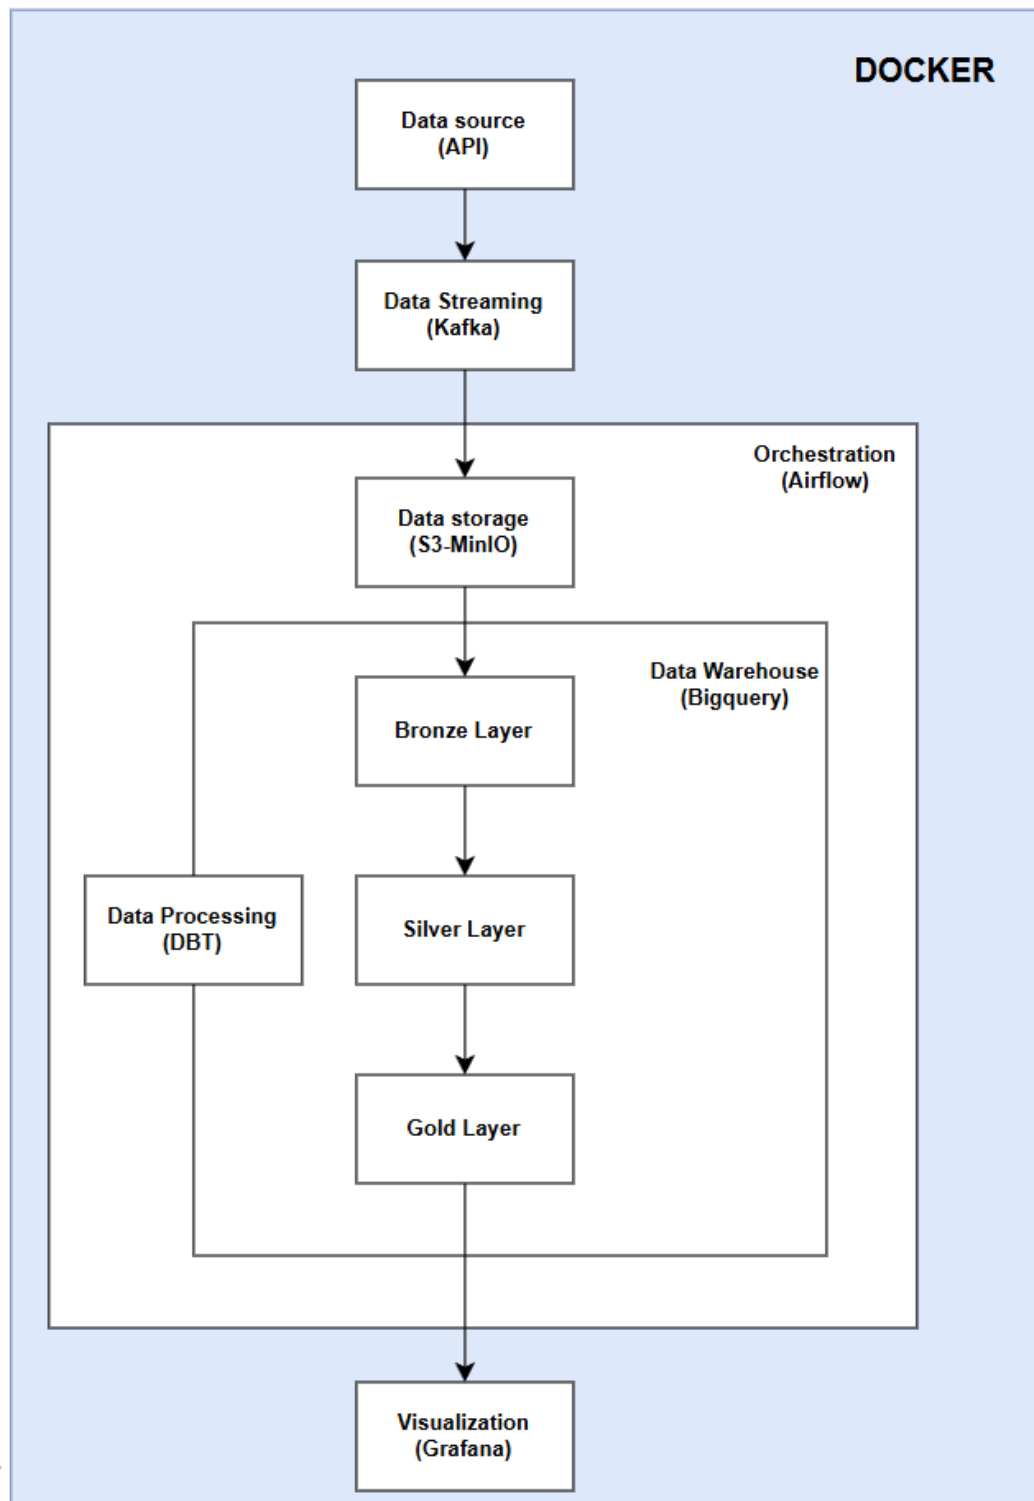 DOCKER
Data source
(API)
Data Streaming
(Kafka)
Orchestration
(Airflow)
Data storage
(S3-MinIO)
Data Warehouse
(Bigquery)
Bronze Layer
Data Processing
(DBT)
Silver Layer
Gold Layer
Visualization
(Grafana)